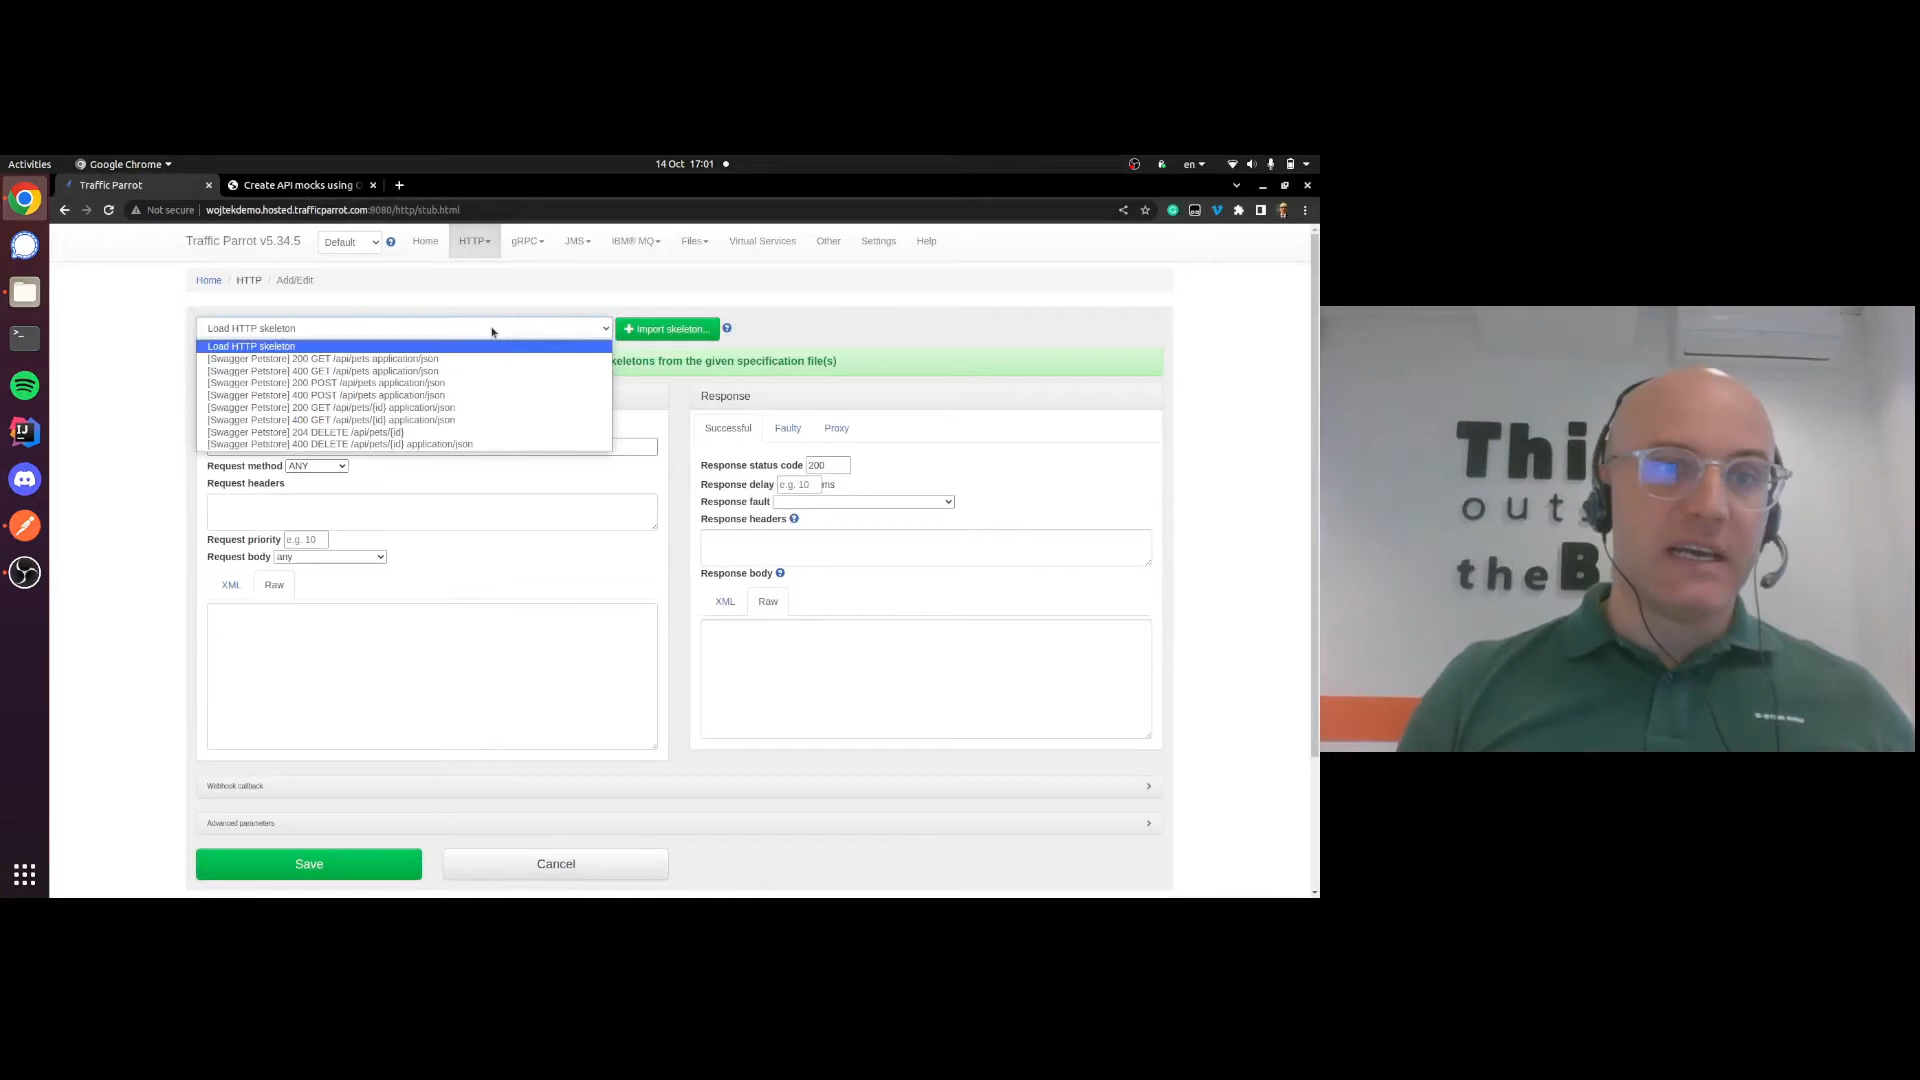 Activities
Google Chrome
14 Oct 17:01
en
Traffic Parrot
Create API mocks using
Not secure
wojtekdemo.hosted.trafficparrot.com:8080/http/stub.html
Traffic Parrot v5.34.5
Default
Home
HTTP
gRPC
JMS
IBM® MQ
Files
Virtual Services
Other
Settings
Help
Home / HTTP / Add/Edit
Load HTTP skeleton
+ Import skeleton...
Load HTTP skeleton
[Swagger Petstore] 200 GET /api/pets application/json
[Swagger Petstore] 400 GET /api/pets application/json
[Swagger Petstore] 200 POST /api/pets application/json
[Swagger Petstore] 400 POST /api/pets application/json
[Swagger Petstore] 200 GET /api/pets/{id} application/json
[Swagger Petstore] 400 GET /api/pets/{id} application/json
[Swagger Petstore] 204 DELETE /api/pets/{id}
[Swagger Petstore] 400 DELETE /api/pets/{id} application/json
keletons from the given specification file(s)
Request method ANY
Request headers
Request priority e.g. 10
Request body any
XML
Raw
Response
Successful
Faulty
Proxy
Response status code 200
Response delay e.g. 10 ms
Response fault
Response headers
Response body
XML
Raw
Webhook callback
Advanced parameters
Save
Cancel
Thi
outs
the B